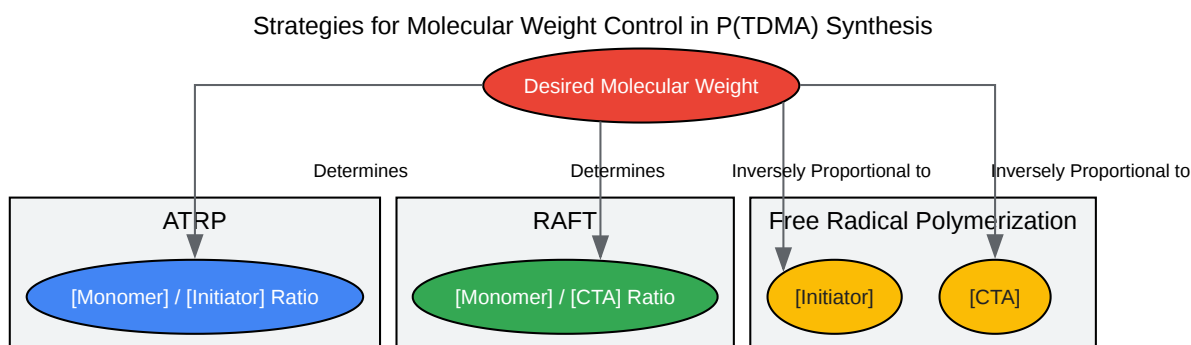 Strategies for Molecular Weight Control in P(TDMA) Synthesis
Desired Molecular Weight
Determines
Determines
Inversely Proportional to
Inversely Proportional to
ATRP
RAFT
Free Radical Polymerization
[Monomer] / [Initiator] Ratio
[Monomer] / [CTA] Ratio
[Initiator]
[CTA]